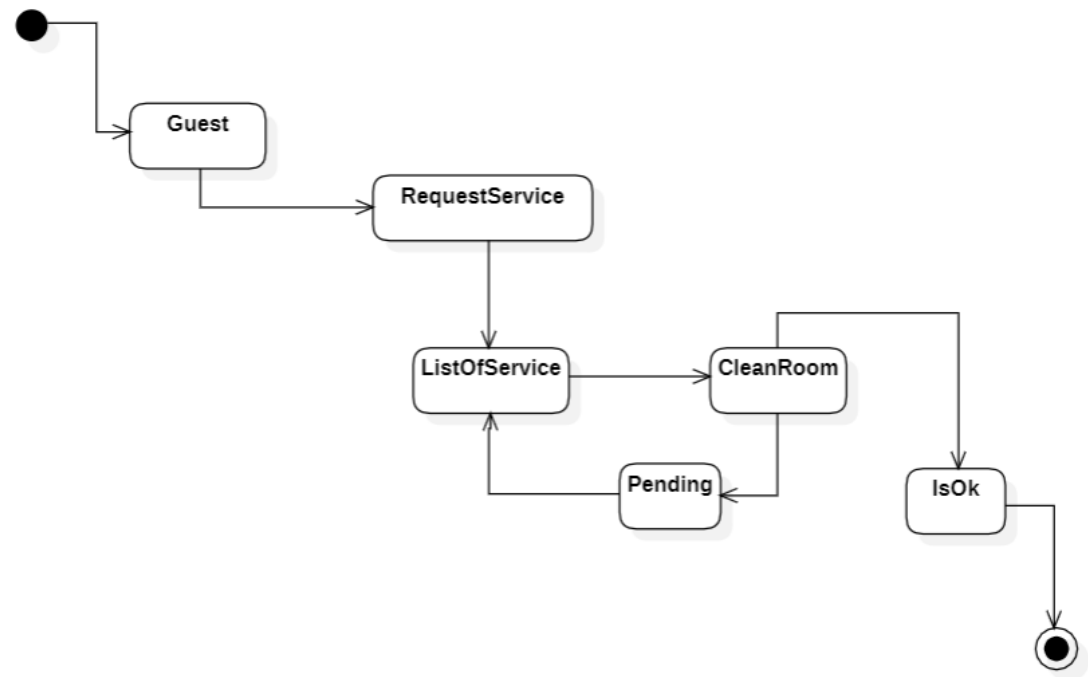 Guest
RequestService
ListOfService
CleanRoom
Pending
IsOk